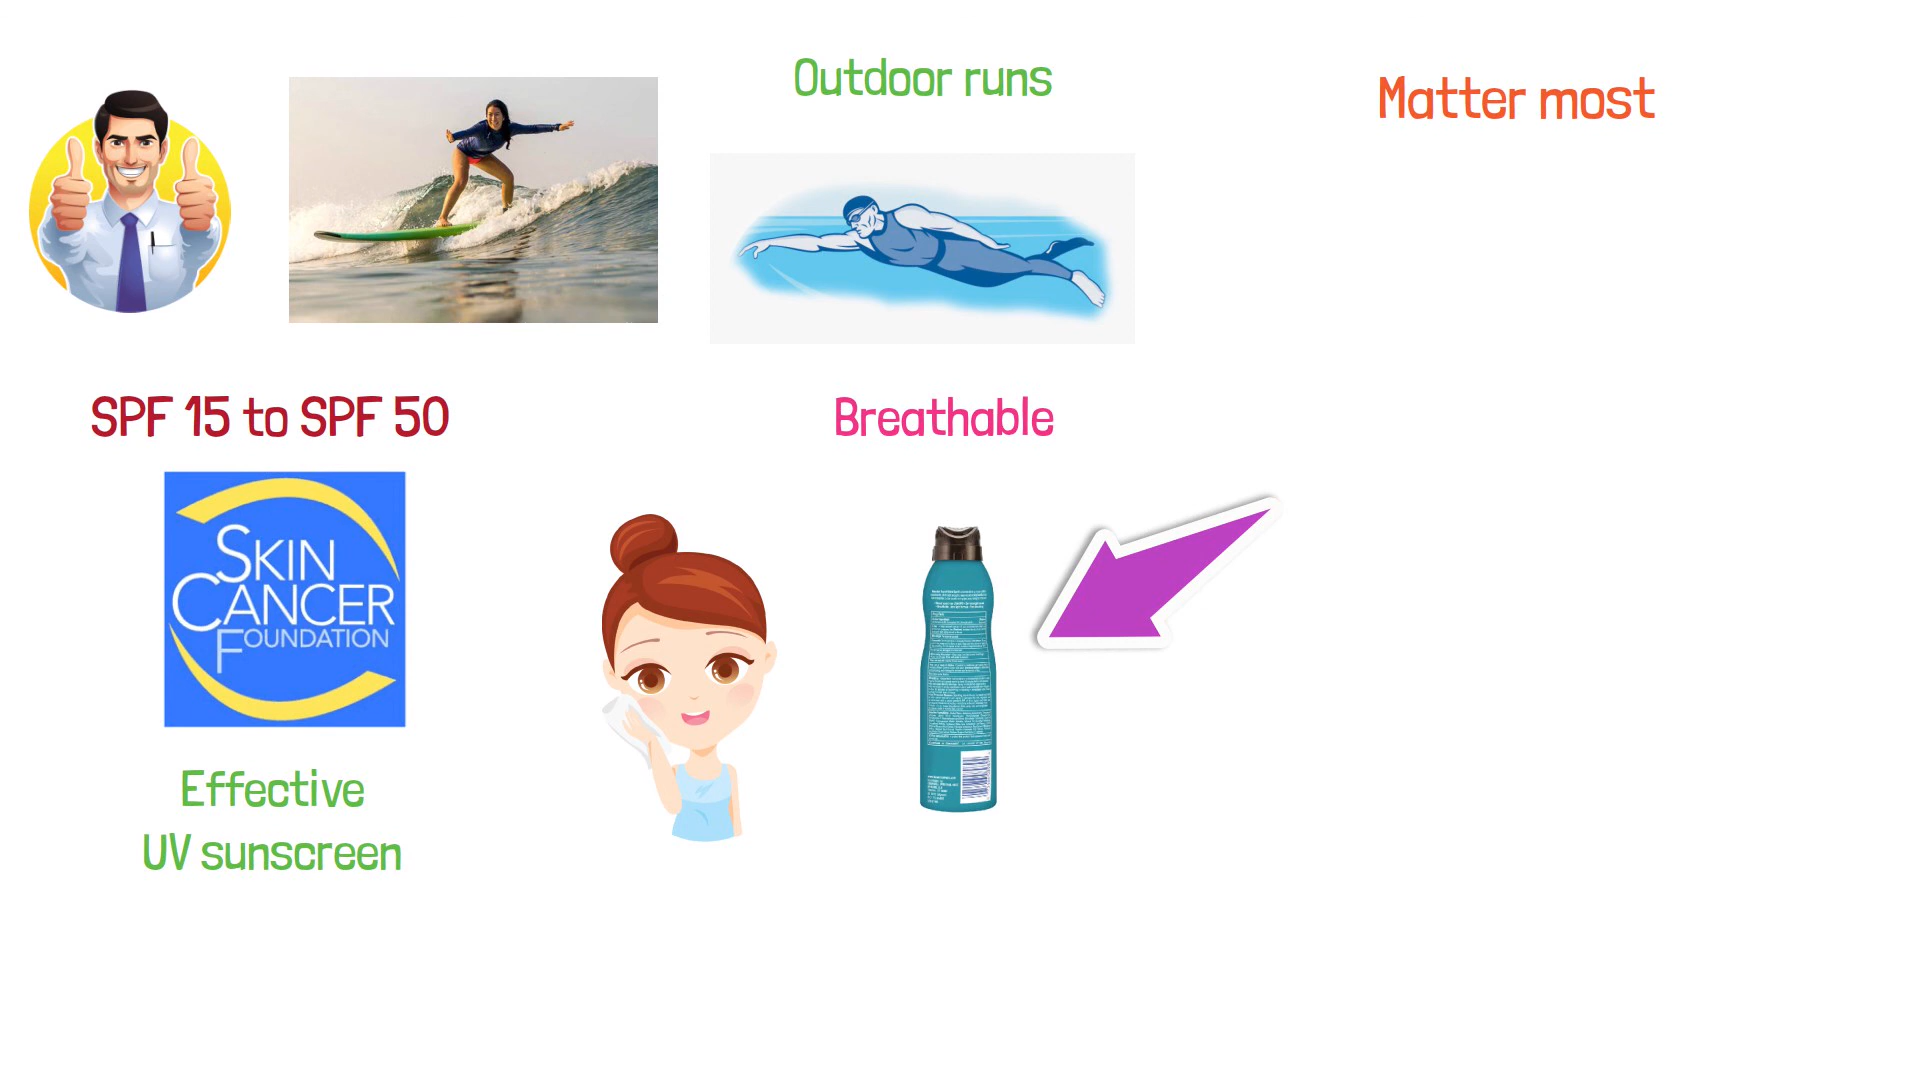 Outdoor runs
Matter most
SPF 15 to SPF 50
Breathable
SKIN
CANCER
FOUNDATION
Effective
UV sunscreen